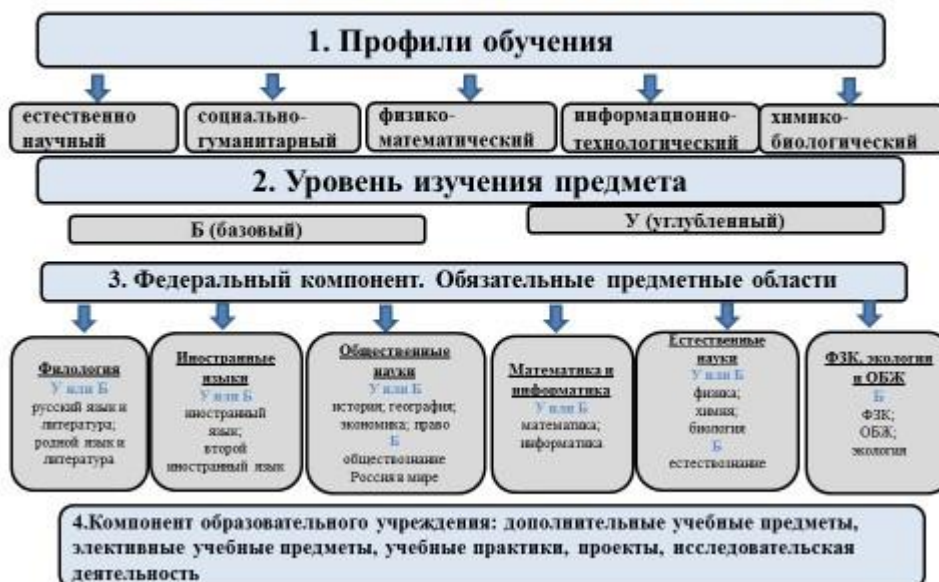 1. Профили обучения
естественно
научный
социально-
гуманитарный
физико-
математический
информационно-
технологический
химико-
биологический
2. Уровень изучения предмета
Б (базовый)
У (углубленный)
3. Федеральный компонент. Обязательные предметные области
Филология
У или Б
русский язык и
литература;
родной язык и
литература
Иностранные
языки
У или Б
иностранный
язык;
второй
иностранный язык
Общественные
науки
У или Б
история; география;
экономика; право
Б
обществознание
Россия в мире
Математика и
информатика
У или Б
математика;
информатика
Естественные
науки
У или Б
физика;
химия;
биология
Б
естествознание
ФЗК, экология
и ОБЖ
Б
ФЗК;
ОБЖ;
экология
4.Компонент образовательного учреждения: дополнительные учебные предметы,
элективные учебные предметы, учебные практики, проекты, исследовательская
деятельность